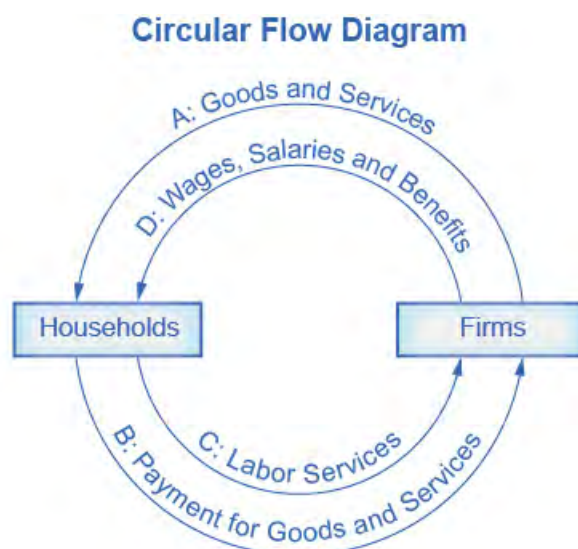 Circular Flow Diagram
A: Goods and Services
D: Wages, Salaries and Benefits
Households
Firms
C: Labor Services
B: Payment for Goods and Services